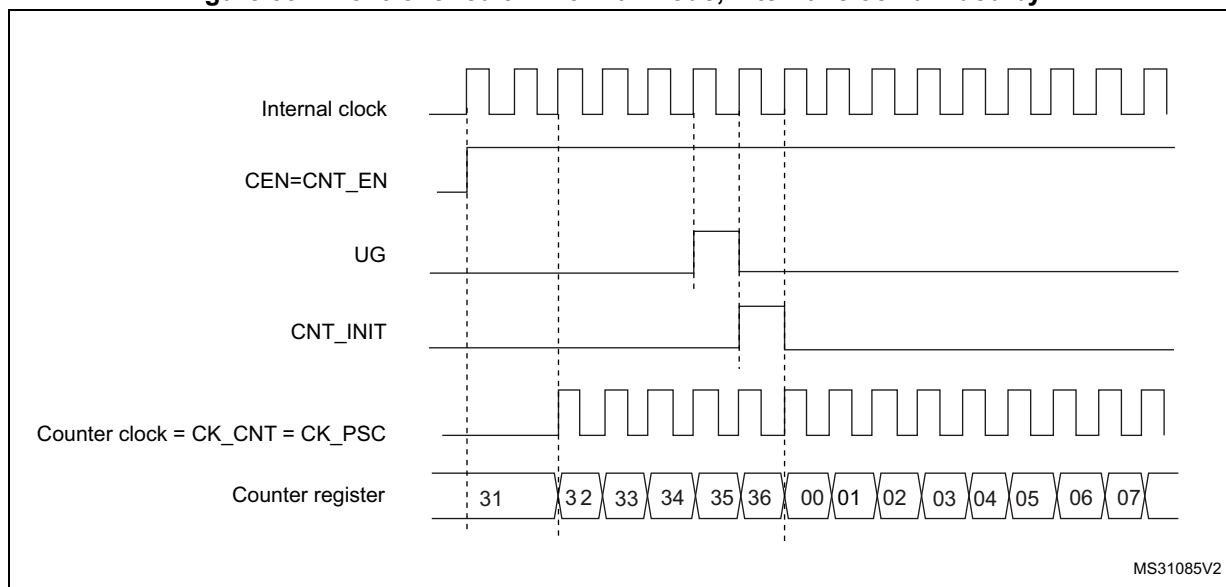 Internal clock
CEN=CNT_EN
UG
CNT_INIT
Counter clock = CK_CNT = CK_PSC
Counter register 31 32 33 34 35 36 00 01 02 03 04 05 06 07
MS31085V2